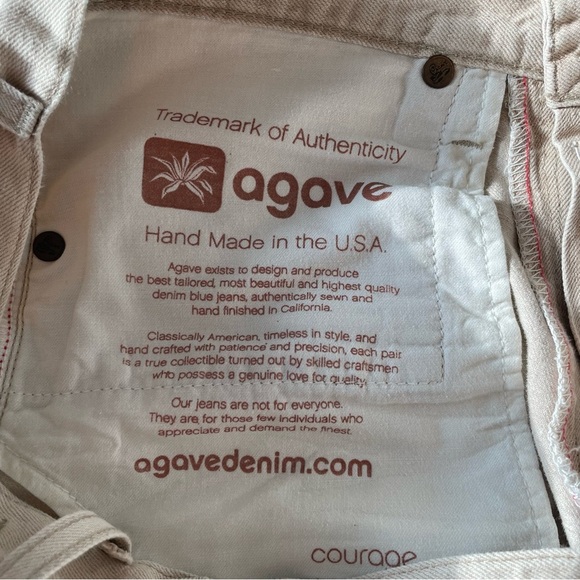 Trademark of Authenticity
agave
Hand Made in the U.S.A.
Agave exists to design and produce
the best tailored, most beautiful and highest quality
denim blue jeans, authentically sewn and
hand finished in California.
Classically American, timeless in style, and
hand crafted with patience and precision, each pair
is a true collectible turned out by skilled craftsmen
who possess a genuine love for quality.
Our jeans are not for everyone.
They are for those few individuals who
appreciate and demand the finest.
agavedenim.com
courage